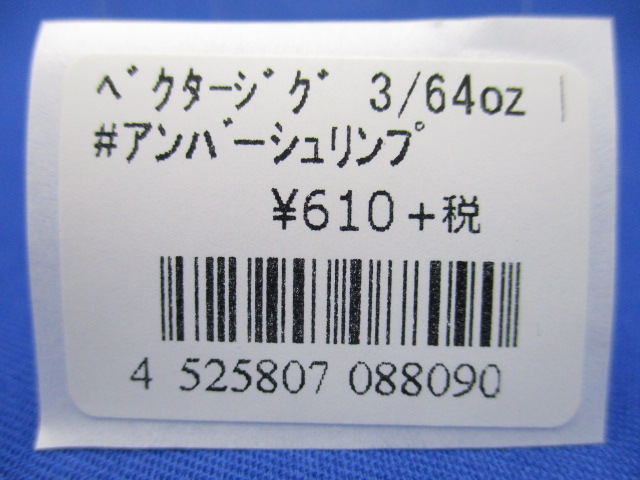 ﾍﾞｸﾀｰｼﾞｸﾞ 3/64oz
#アンバーシュリンプ
¥610+税
4 525807 088090